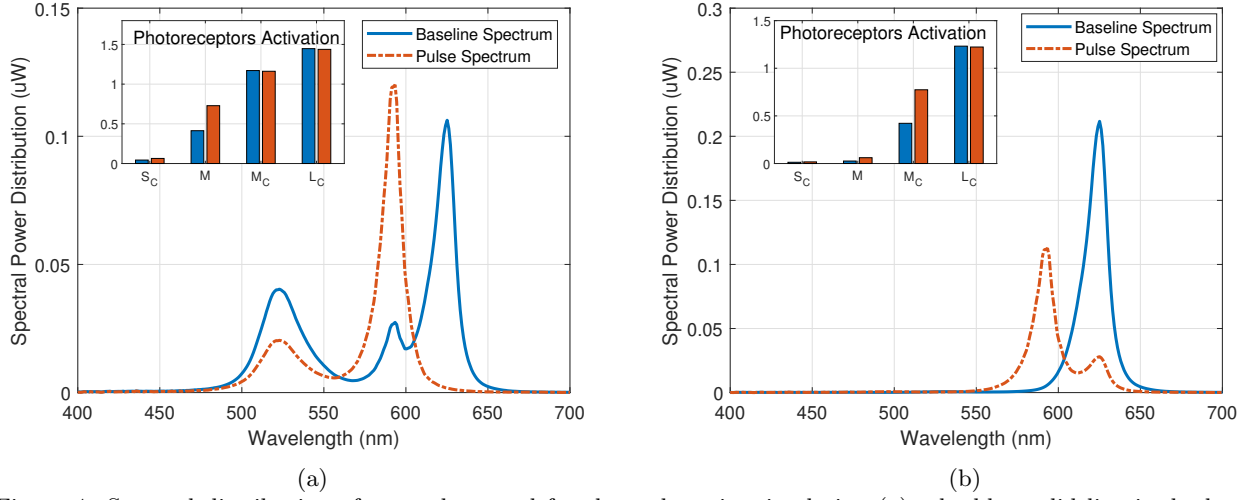 0.15
0.1
0.05
0
Spectral Power Distribution (uW)
400 450 500 550 600 650 700
Wavelength (nm)
Baseline Spectrum
Pulse Spectrum
Photoreceptors Activation
1.5
1
0.5
0
S_C M M_C L_C
(a)
0.3
0.25
0.2
0.15
0.1
0.05
0
Spectral Power Distribution (uW)
400 450 500 550 600 650 700
Wavelength (nm)
Baseline Spectrum
Pulse Spectrum
Photoreceptors Activation
1.5
1
0.5
0
S_C M M_C L_C
(b)